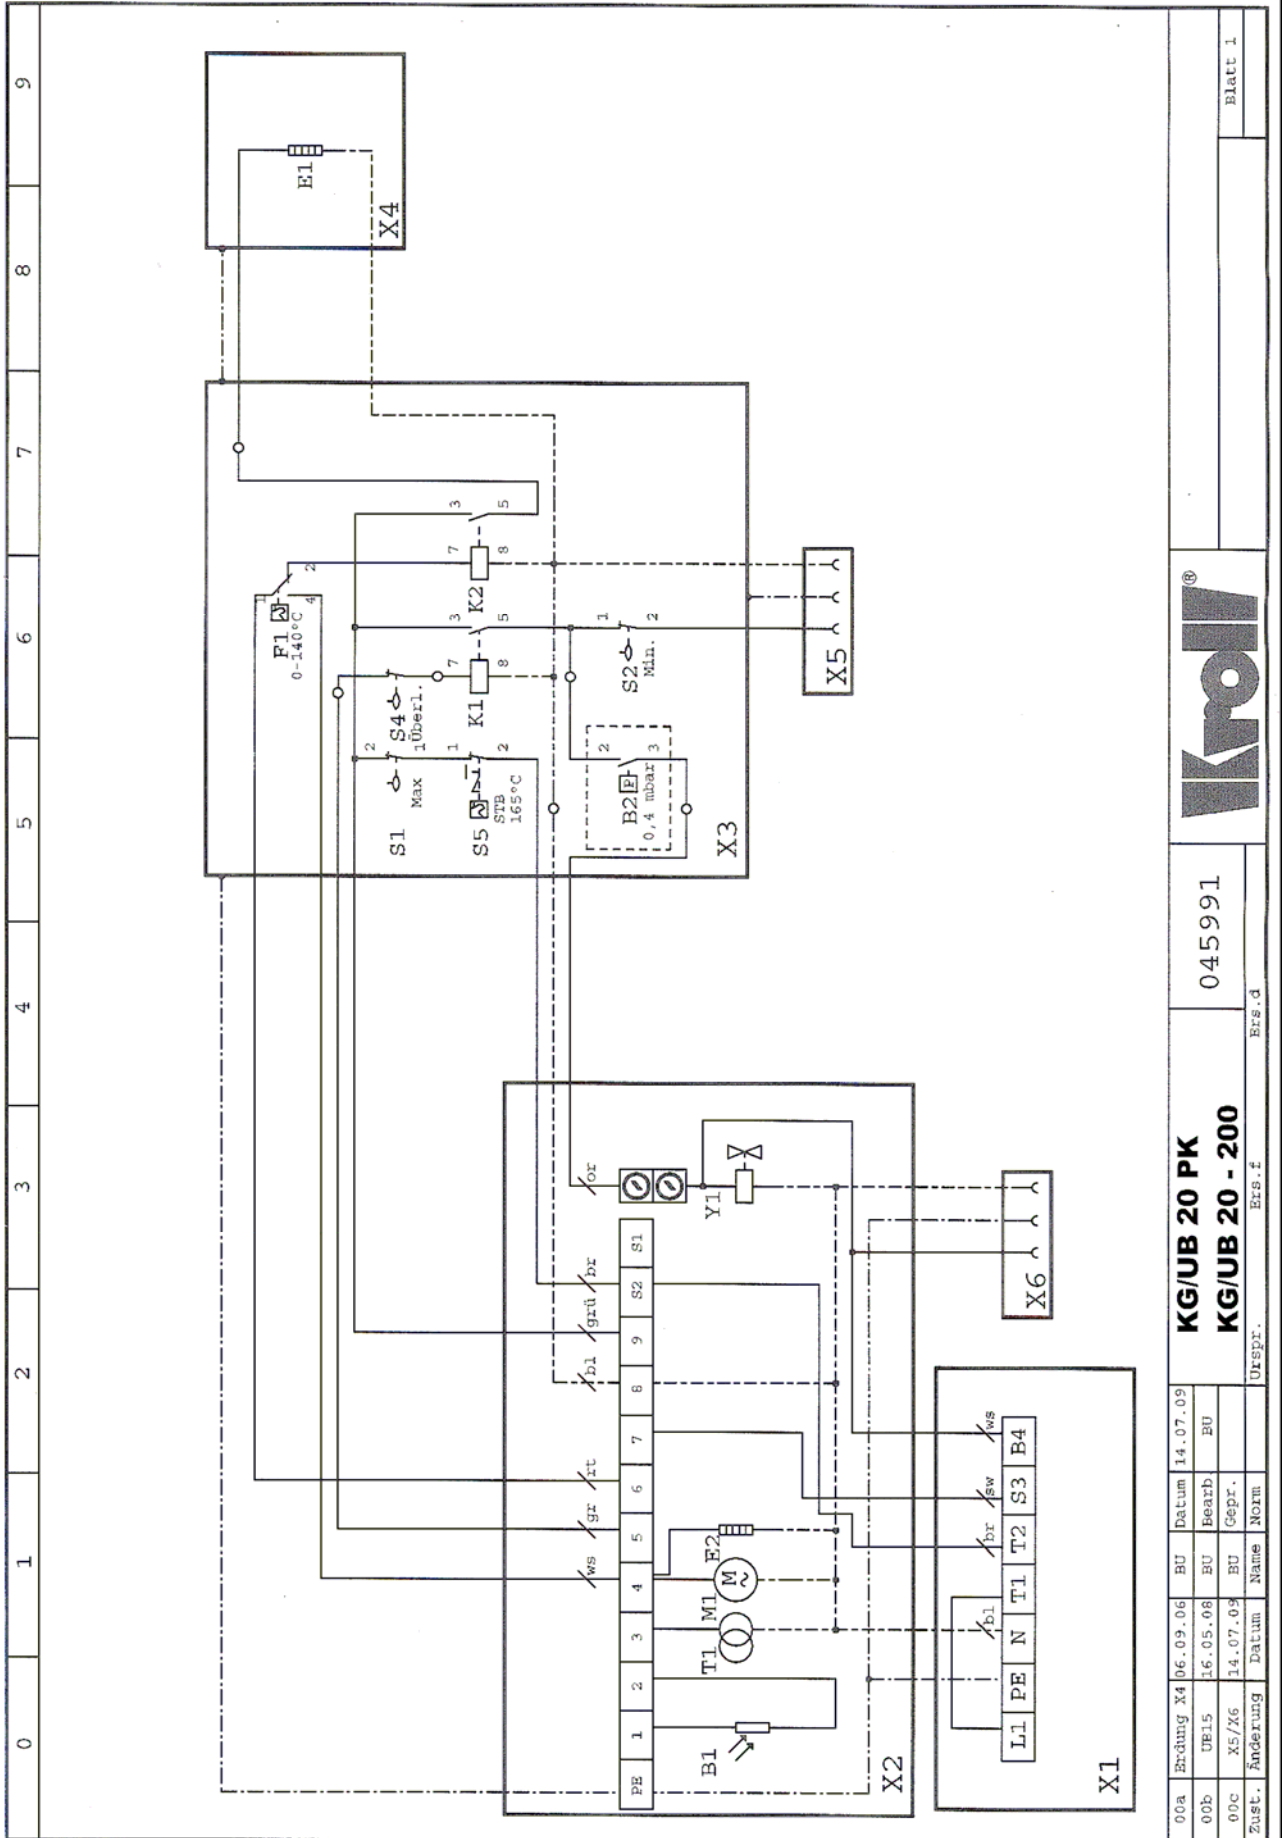 0 1 2 3 4 5 6 7 8 9
X4
E1
X3
F1
0-140°C
1
2
4
S4
Überl.
K1
7
8
3
5
K2
7
8
3
5
S1
Max
2
1
S5
STB
165°C
1
2
B2 P
0,4 mbar
2
3
S2
Min.
1
2
X5
X2
ws
gr
rt
bl
grü
br
or
PE 1 2 3 4 5 6 7 8 9 S2 S1
B1
T1
M1
M
~
E2
Y1
X6
X1
bl
br
sw
ws
L1 PE N T1 T2 S3 B4
00a Erdung X4 06.09.06 BU Datum 14.07.09
00b UB15 16.05.08 BU Bearb. BU
00c X5/X6 14.07.09 BU Gepr.
Zust. Änderung Datum Name Norm
KG/UB 20 PK
KG/UB 20 - 200
Urspr. Ers.f Ers.d
045991
Kroll®
Blatt 1